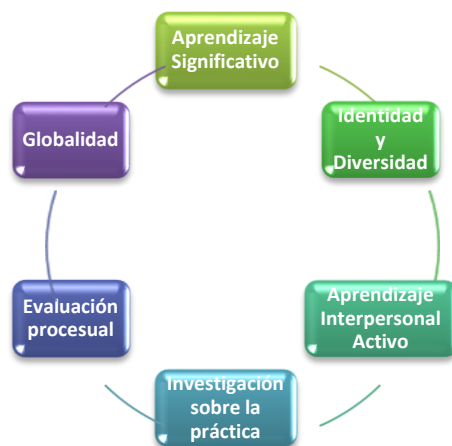 Aprendizaje
Significativo
Identidad
y
Diversidad
Aprendizaje
Interpersonal
Activo
Investigación
sobre la
práctica
Evaluación
procesual
Globalidad